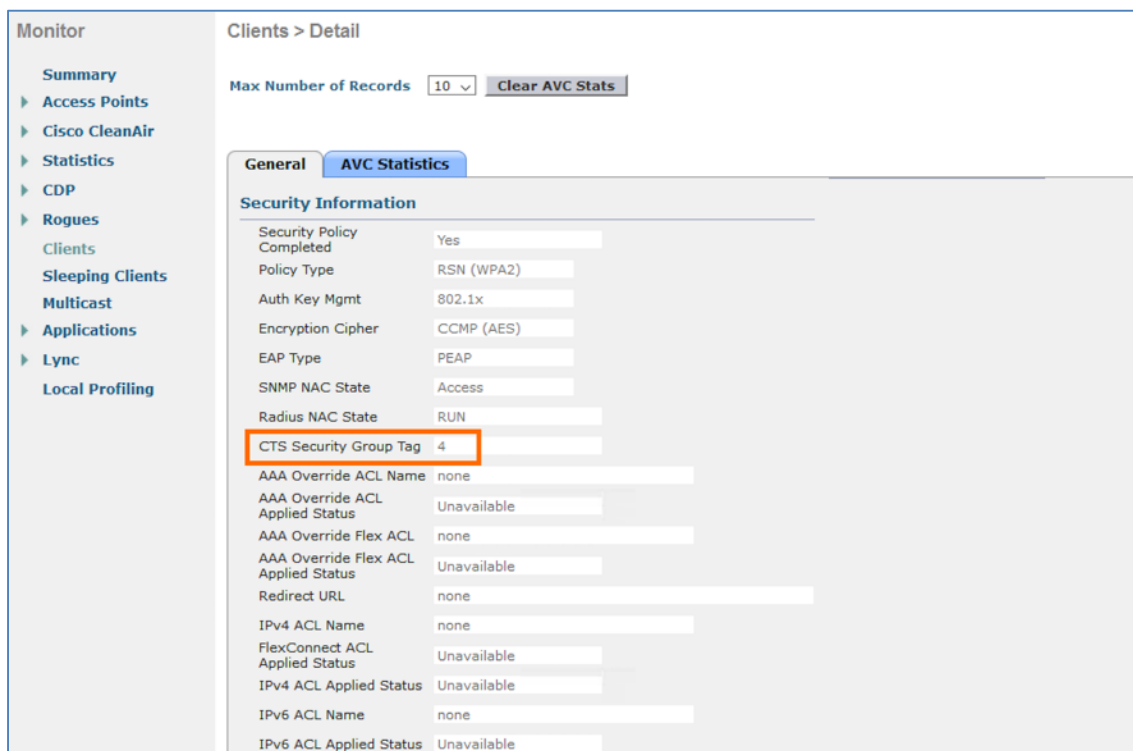 Monitor
Summary
Access Points
Cisco CleanAir
Statistics
CDP
Rogues
Clients
Sleeping Clients
Multicast
Applications
Lync
Local Profiling
Clients > Detail
Max Number of Records 10 Clear AVC Stats
General AVC Statistics
Security Information
Security Policy
Completed Yes
Policy Type RSN (WPA2)
Auth Key Mgmt 802.1x
Encryption Cipher CCMP (AES)
EAP Type PEAP
SNMP NAC State Access
Radius NAC State RUN
CTS Security Group Tag 4
AAA Override ACL Name none
AAA Override ACL
Applied Status Unavailable
AAA Override Flex ACL none
AAA Override Flex ACL
Applied Status Unavailable
Redirect URL none
IPv4 ACL Name none
FlexConnect ACL
Applied Status Unavailable
IPv4 ACL Applied Status Unavailable
IPv6 ACL Name none
IPv6 ACL Applied Status Unavailable